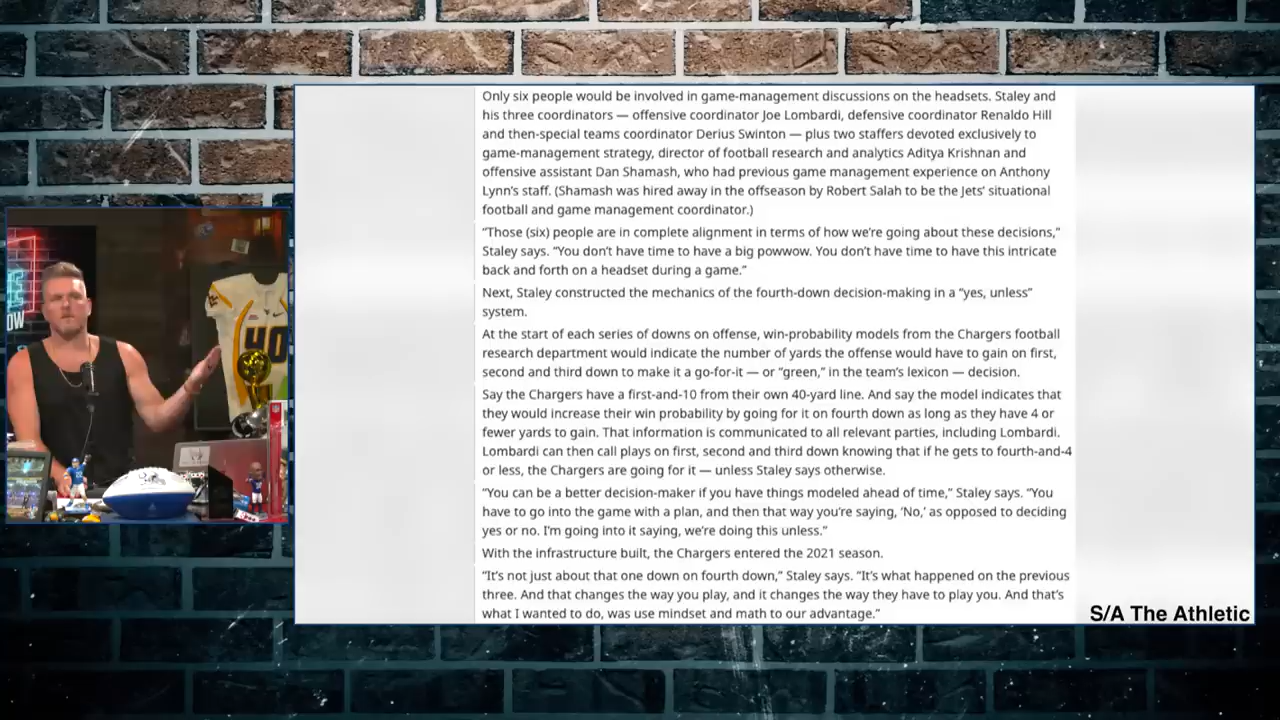 Only six people would be involved in game-management discussions on the headsets. Staley and
his three coordinators — offensive coordinator Joe Lombardi, defensive coordinator Renaldo Hill
and then-special teams coordinator Derius Swinton — plus two staffers devoted exclusively to
game-management strategy, director of football research and analytics Aditya Krishnan and
offensive assistant Dan Shamash, who had previous game management experience on Anthony
Lynn’s staff. (Shamash was hired away in the offseason by Robert Salah to be the Jets’ situational
football and game management coordinator.)
“Those (six) people are in complete alignment in terms of how we’re going about these decisions,”
Staley says. “You don’t have time to have a big powwow. You don’t have time to have this intricate
back and forth on a headset during a game.”
Next, Staley constructed the mechanics of the fourth-down decision-making in a “yes, unless”
system.
At the start of each series of downs on offense, win-probability models from the Chargers football
research department would indicate the number of yards the offense would have to gain on first,
second and third down to make it a go-for-it — or “green,” in the team’s lexicon — decision.
Say the Chargers have a first-and-10 from their own 40-yard line. And say the model indicates that
they would increase their win probability by going for it on fourth down as long as they have 4 or
fewer yards to gain. That information is communicated to all relevant parties, including Lombardi.
Lombardi can then call plays on first, second and third down knowing that if he gets to fourth-and-4
or less, the Chargers are going for it — unless Staley says otherwise.
“You can be a better decision-maker if you have things modeled ahead of time,” Staley says. “You
have to go into the game with a plan, and then that way you’re saying, ‘No,’ as opposed to deciding
yes or no. I’m going into it saying, we’re doing this unless.”
With the infrastructure built, the Chargers entered the 2021 season.
“It’s not just about that one down on fourth down,” Staley says. “It’s what happened on the previous
three. And that changes the way you play, and it changes the way they have to play you. And that’s
what I wanted to do, was use mindset and math to our advantage.”
S/A The Athletic
OW
40